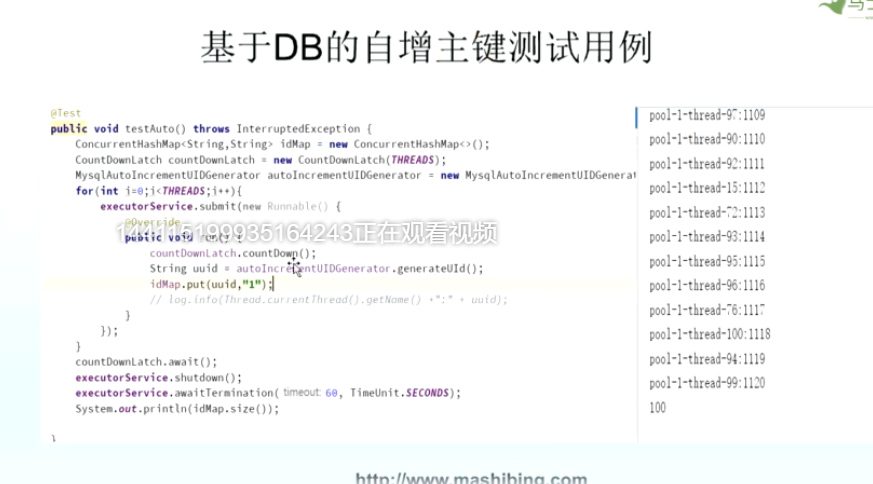 基于DB的自增主键测试用例
@Test
public void testAuto() throws InterruptedException {
ConcurrentHashMap<String,String> idMap = new ConcurrentHashMap<>();
CountDownLatch countDownLatch = new CountDownLatch(THREADS);
MysqlAutoIncrementUIDGenerator autoIncrementUIDGenerator = new MysqlAutoIncrementUIDGenerat
for(int i=0;i<THREADS;i++){
executorService.submit(new Runnable() {
@Override
144115199935164243正在观看视频
public void run() {
countDownLatch.countDown();
String uuid = autoIncrementUIDGenerator.generateUId();
idMap.put(uuid,"1");
// log.info(Thread.currentThread().getName() +":" + uuid);
}
});
}
countDownLatch.await();
executorService.shutdown();
executorService.awaitTermination( timeout: 60, TimeUnit.SECONDS);
System.out.println(idMap.size());
}
pool-1-thread-97:1109
pool-1-thread-90:1110
pool-1-thread-92:1111
pool-1-thread-15:1112
pool-1-thread-72:1113
pool-1-thread-93:1114
pool-1-thread-95:1115
pool-1-thread-96:1116
pool-1-thread-76:1117
pool-1-thread-100:1118
pool-1-thread-94:1119
pool-1-thread-99:1120
100
http://www.mashibing.com